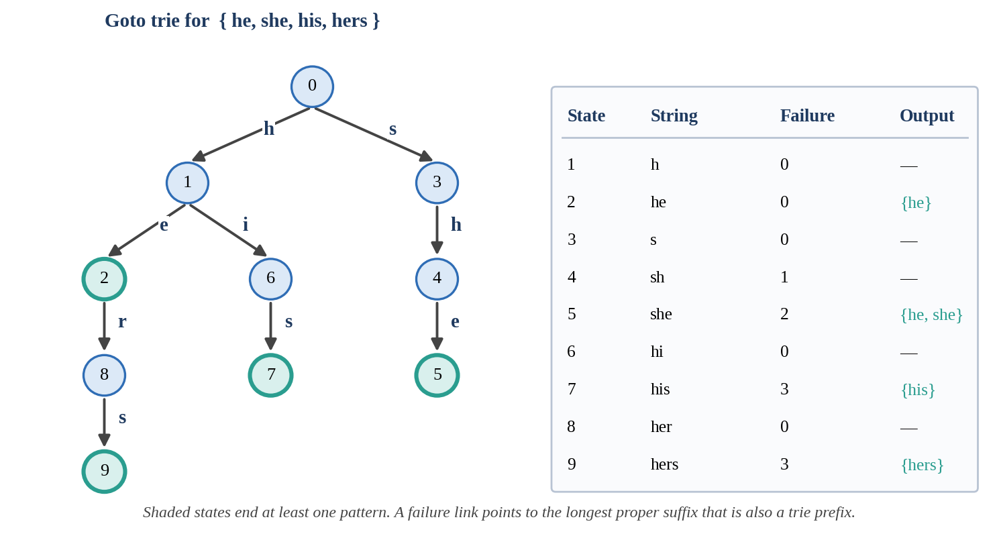 Goto trie for { he, she, his, hers }
0
h s
1 3
e i h
2 6 4
r s e
8 7 5
s
9
State String Failure Output
1 h 0 —
2 he 0 {he}
3 s 0 —
4 sh 1 —
5 she 2 {he, she}
6 hi 0 —
7 his 3 {his}
8 her 0 —
9 hers 3 {hers}
Shaded states end at least one pattern. A failure link points to the longest proper suffix that is also a trie prefix.